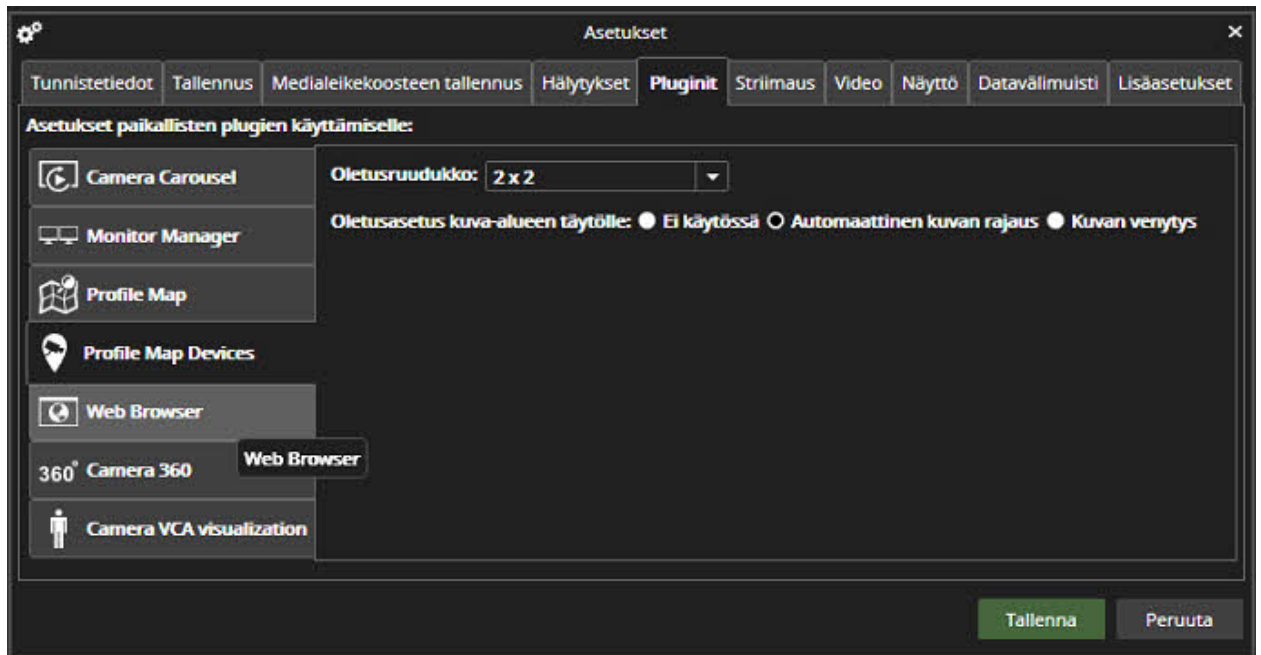 Asetukset
Tunnistetiedot Tallennus Medialeikekoosteen tallennus Hälytykset Pluginit Striimaus Video Näyttö Datavälimuisti Lisäasetukset
Asetukset paikallisten plugien käyttämiselle:
Camera Carousel
Oletusruudukko: 2 x 2
Oletusasetus kuva-alueen täytölle: Ei käytössä Automaattinen kuvan rajaus Kuvan venytys
Monitor Manager
Profile Map
Profile Map Devices
Web Browser
Web Browser
360° Camera 360
Camera VCA visualization
Tallenna Peruuta